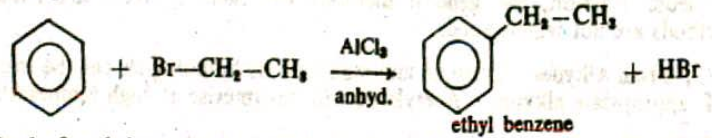 CH₂—CH₃
+ Br—CH₂—CH₃ AlCl₃ + HBr
anhyd.
ethyl benzene